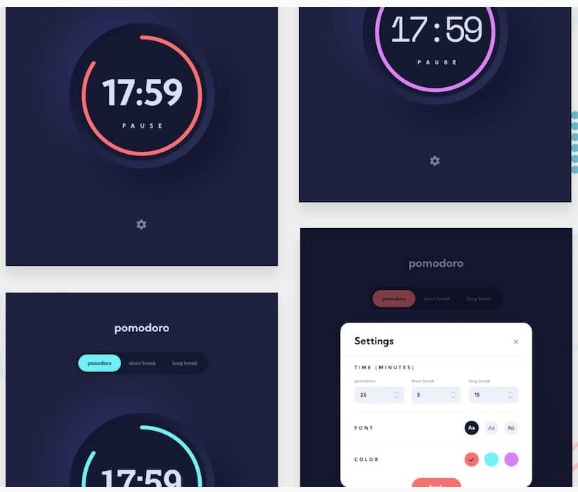 17:59
PAUSE
17:59
PAUSE
pomodoro
pomodoro short break long break
17:59
pomodoro
pomodoro short break long break
Settings
TIME (MINUTES)
pomodoro short break long break
25 5 15
FONT Aa Aa Aa
COLOR